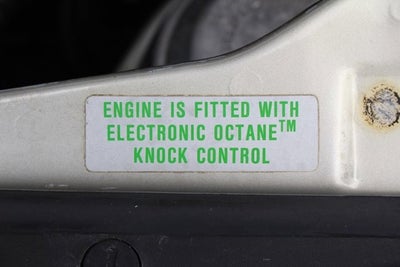 ENGINE IS FITTED WITH
ELECTRONIC OCTANE™
KNOCK CONTROL